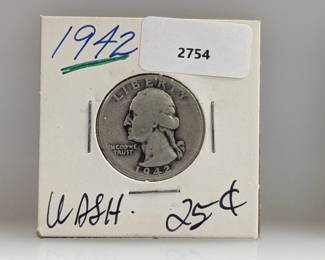 1942
2754
LIBERTY
IN GOD WE
TRUST
1942
WASH. 25¢